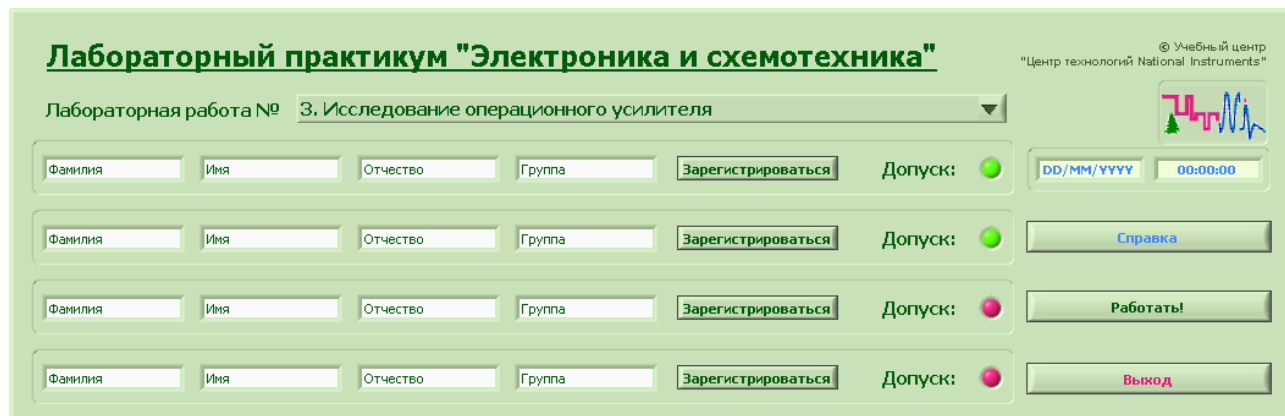 Лабораторный практикум "Электроника и схемотехника"
© Учебный центр
"Центр технологий National Instruments"
Лабораторная работа № 3. Исследование операционного усилителя
Фамилия Имя Отчество Группа Зарегистрироваться Допуск: DD/MM/YYYY 00:00:00
Фамилия Имя Отчество Группа Зарегистрироваться Допуск: Справка
Фамилия Имя Отчество Группа Зарегистрироваться Допуск: Работать!
Фамилия Имя Отчество Группа Зарегистрироваться Допуск: Выход